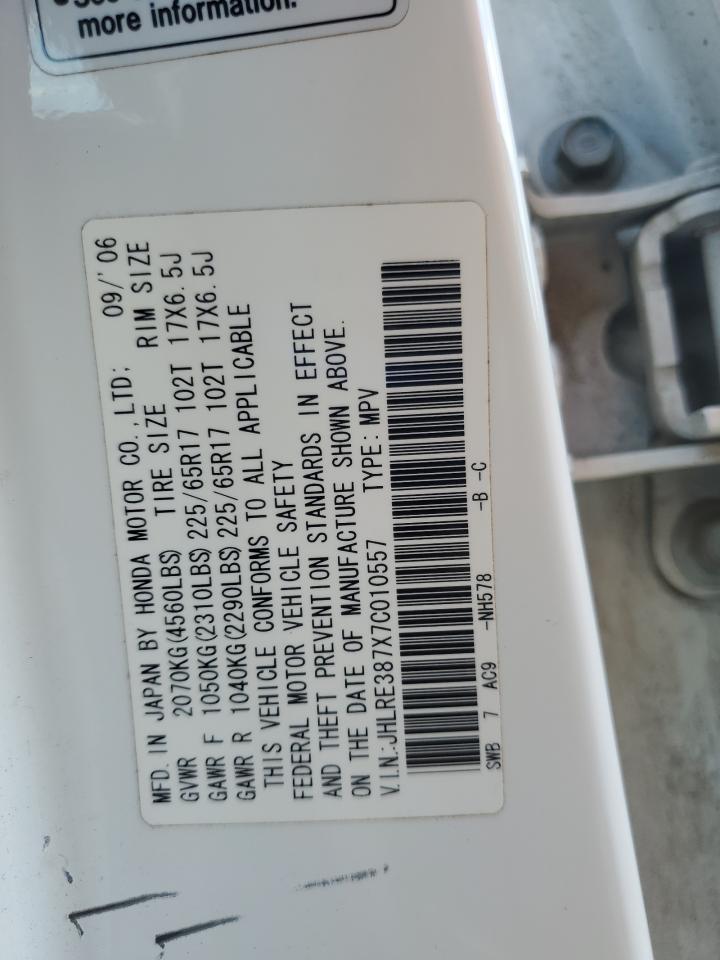 more information.
MFD. IN JAPAN BY HONDA MOTOR CO., LTD; 09/'06
GVWR 2070KG(4560LBS) TIRE SIZE RIM SIZE
GAWR F 1050KG(2310LBS) 225/65R17 102T 17X6.5J
GAWR R 1040KG(2290LBS) 225/65R17 102T 17X6.5J
THIS VEHICLE CONFORMS TO ALL APPLICABLE
FEDERAL MOTOR VEHICLE SAFETY
AND THEFT PREVENTION STANDARDS IN EFFECT
ON THE DATE OF MANUFACTURE SHOWN ABOVE.
V.I.N.:JHLRE387X7C010557 TYPE: MPV
SWB 7 AC9 -NH578 -B -C